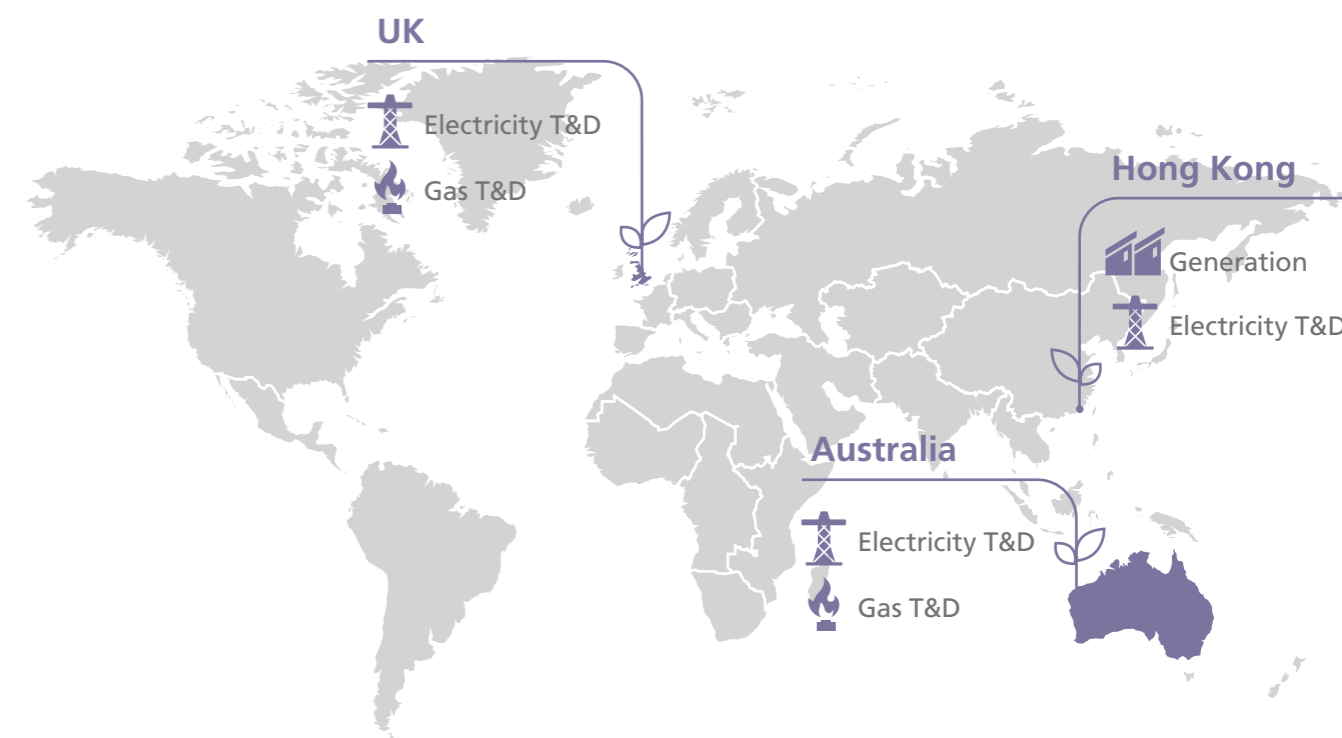 UK
Electricity T&D
Gas T&D
Hong Kong
Generation
Electricity T&D
Australia
Electricity T&D
Gas T&D